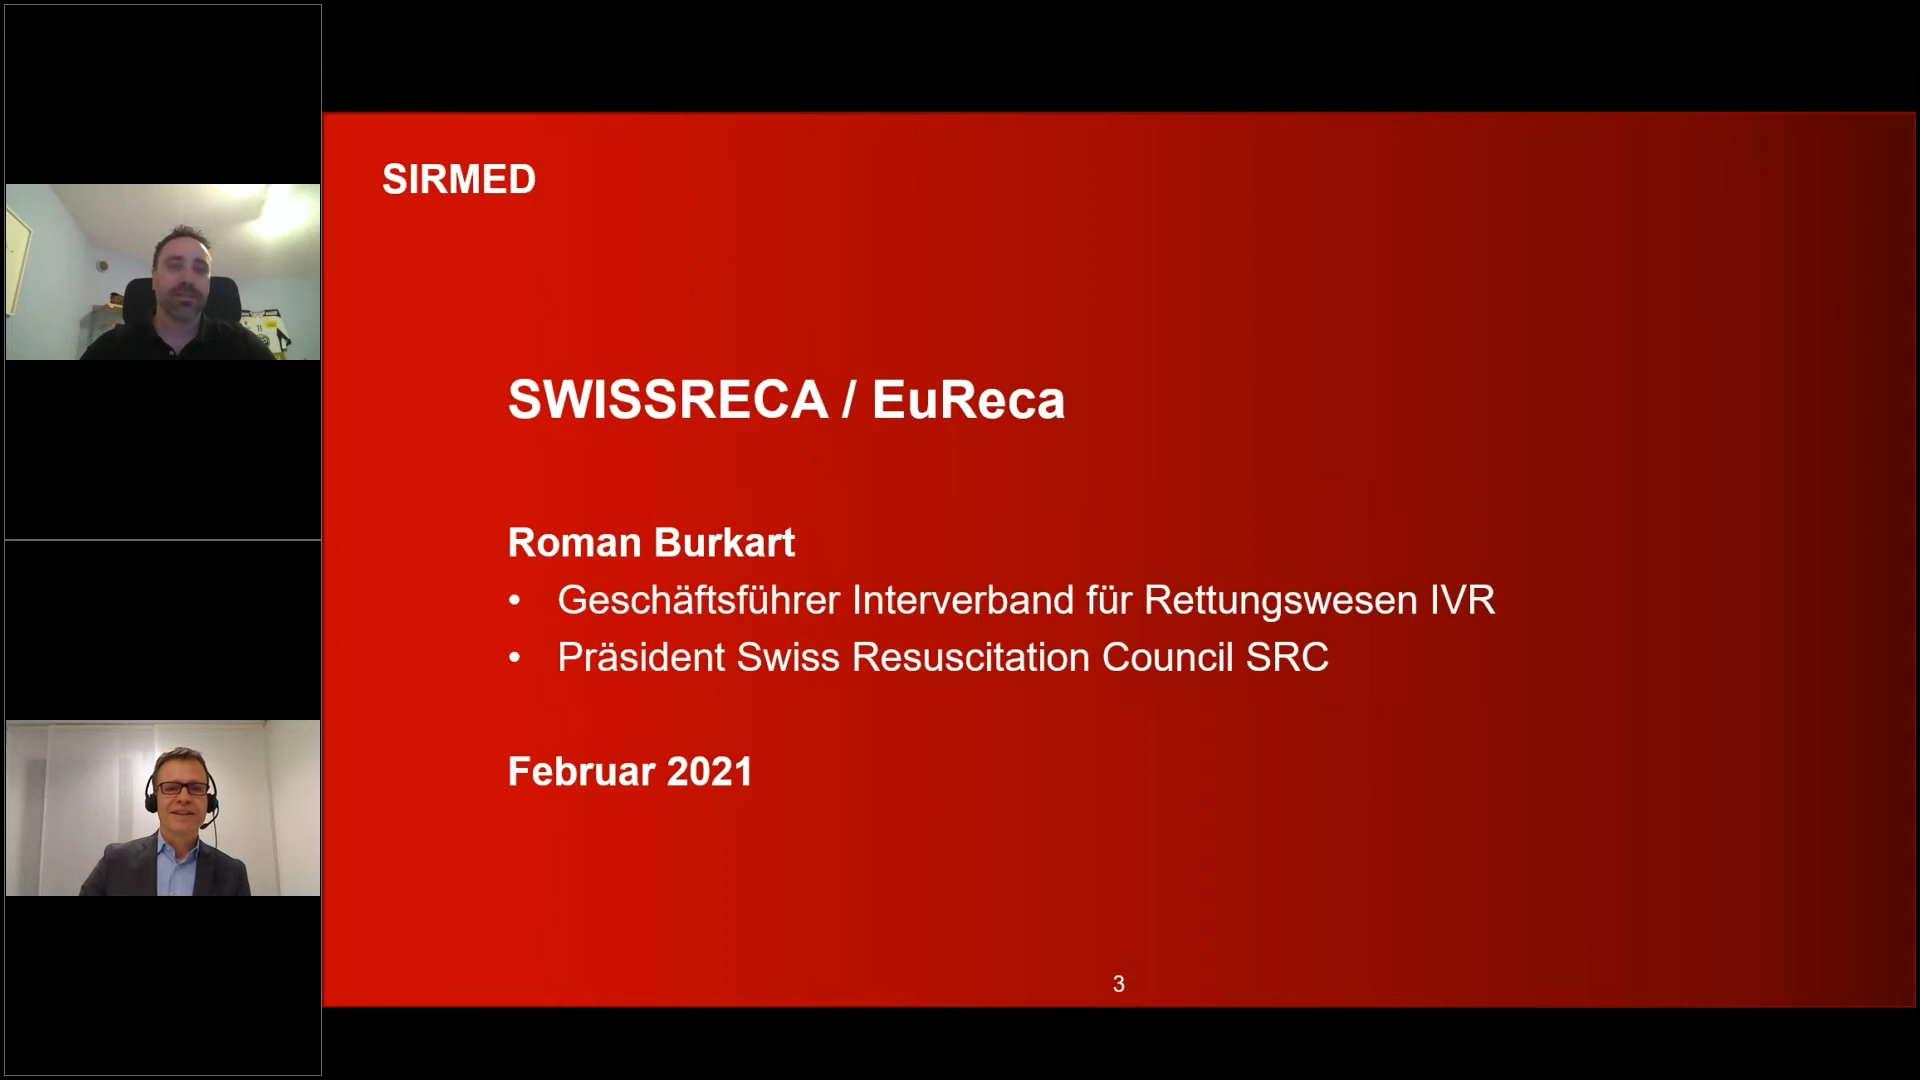 SIRMED
SWISSRECA / EuReca
Roman Burkart
• Geschäftsführer Interverband für Rettungswesen IVR
• Präsident Swiss Resuscitation Council SRC
Februar 2021
3